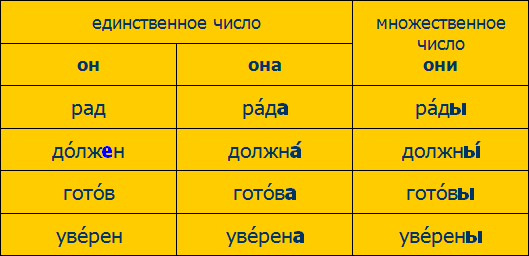 единственное число
множественное
число
он
она
они
рад
ра́да
ра́ды
до́лжен
должна́
должны́
гото́в
гото́ва
гото́вы
уве́рен
уве́рена
уве́рены